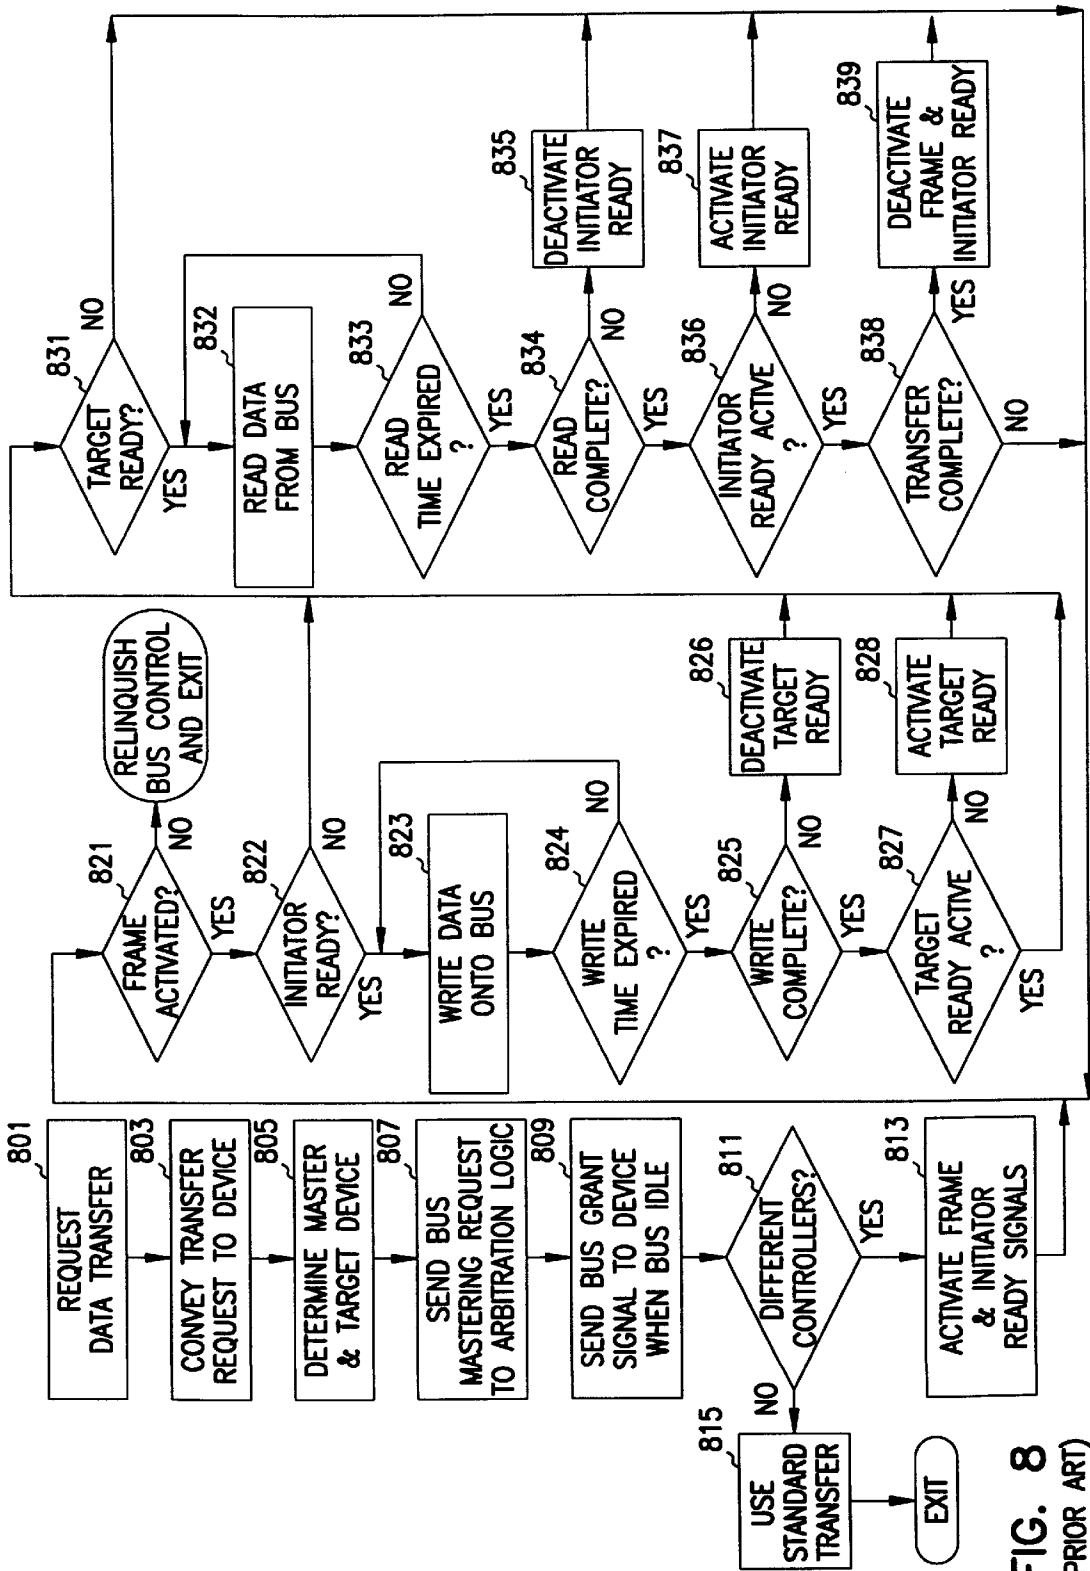 801
REQUEST
DATA TRANSFER
803
CONVEY TRANSFER
REQUEST TO DEVICE
805
DETERMINE MASTER
& TARGET DEVICE
807
SEND BUS
MASTERING REQUEST
TO ARBITRATION LOGIC
809
SEND BUS GRANT
SIGNAL TO DEVICE
WHEN BUS IDLE
811
DIFFERENT
CONTROLLERS?
NO
YES
815
USE
STANDARD
TRANSFER
EXIT
813
ACTIVATE FRAME
& INITIATOR
READY SIGNALS
821
FRAME
ACTIVATED?
NO
YES
RELINQUISH
BUS CONTROL
AND EXIT
822
INITIATOR
READY?
NO
YES
823
WRITE DATA
ONTO BUS
824
WRITE
TIME EXPIRED
?
NO
YES
825
WRITE
COMPLETE?
NO
YES
826
DEACTIVATE
TARGET
READY
827
TARGET
READY ACTIVE
?
NO
YES
828
ACTIVATE
TARGET
READY
831
TARGET
READY?
NO
YES
832
READ DATA
FROM BUS
833
READ
TIME EXPIRED
?
NO
YES
834
READ
COMPLETE?
NO
YES
835
DEACTIVATE
INITIATOR
READY
836
INITIATOR
READY ACTIVE
?
NO
YES
837
ACTIVATE
INITIATOR
READY
838
TRANSFER
COMPLETE?
YES
NO
839
DEACTIVATE
FRAME &
INITIATOR READY
FIG. 8
PRIOR ART)